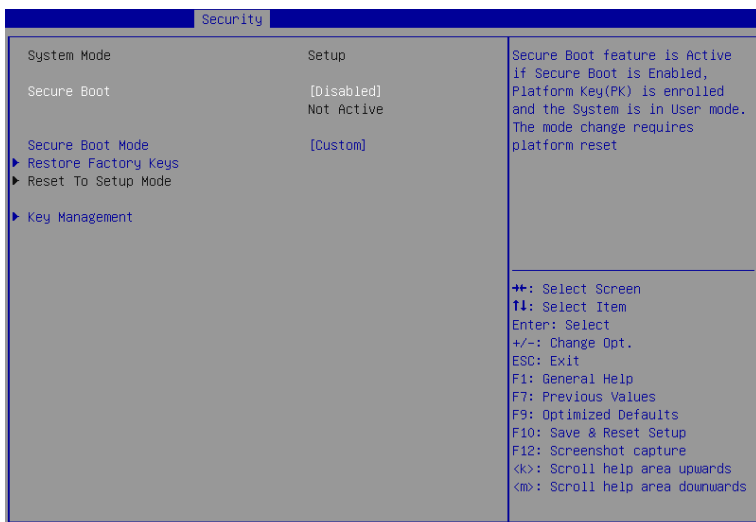 Security
System Mode Setup
Secure Boot [Disabled]
Not Active
Secure Boot Mode [Custom]
Restore Factory Keys
Reset To Setup Mode
Key Management
Secure Boot feature is Active
if Secure Boot is Enabled,
Platform Key(PK) is enrolled
and the System is in User mode.
The mode change requires
platform reset
→←: Select Screen
↑↓: Select Item
Enter: Select
+/-: Change Opt.
ESC: Exit
F1: General Help
F7: Previous Values
F9: Optimized Defaults
F10: Save & Reset Setup
F12: Screenshot capture
<k>: Scroll help area upwards
<m>: Scroll help area downwards